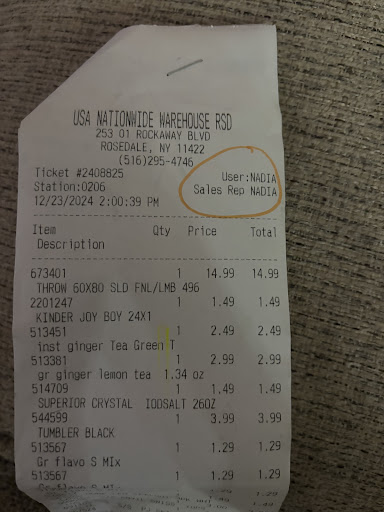 USA NATIONWIDE WAREHOUSE RSD
253 01 ROCKAWAY BLVD
ROSEDALE, NY 11422
(516)295-4746
Ticket #2408825 User:NADIA
Station:0206 Sales Rep NADIA
12/23/2024 2:00:39 PM
Item Qty Price Total
Description
673401 1 14.99 14.99
THROW 60X80 SLD FNL/LMB 496
2201247 1 1.49 1.49
KINDER JOY BOY 24X1
513451 1 2.49 2.49
inst ginger Tea Green T
513381 1 2.99 2.99
gr ginger lemon tea 1.34 oz
514709 1 1.49 1.49
SUPERIOR CRYSTAL IODSALT 26OZ
544599 1 3.99 3.99
TUMBLER BLACK
513567 1 1.29 1.29
Gr flavo S MIx
513567 1 1.29 1.29